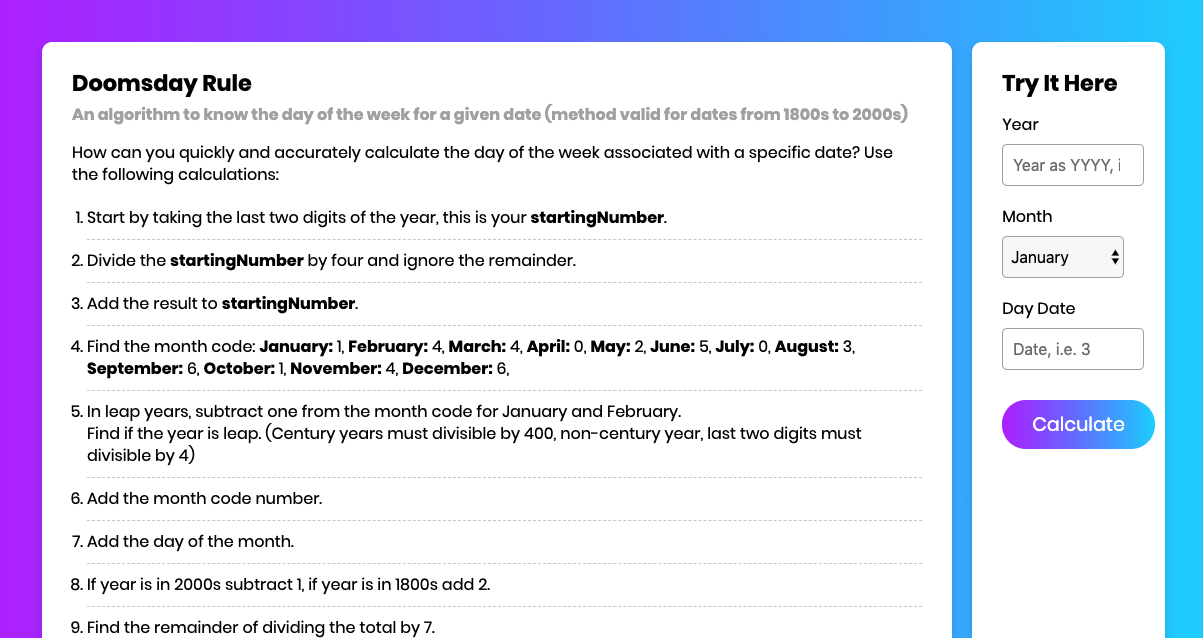 Doomsday Rule
An algorithm to know the day of the week for a given date (method valid for dates from 1800s to 2000s)
How can you quickly and accurately calculate the day of the week associated with a specific date? Use
the following calculations:
1. Start by taking the last two digits of the year, this is your startingNumber.
2. Divide the startingNumber by four and ignore the remainder.
3. Add the result to startingNumber.
4. Find the month code: January: 1, February: 4, March: 4, April: 0, May: 2, June: 5, July: 0, August: 3,
September: 6, October: 1, November: 4, December: 6,
5. In leap years, subtract one from the month code for January and February.
Find if the year is leap. (Century years must divisible by 400, non-century year, last two digits must
divisible by 4)
6. Add the month code number.
7. Add the day of the month.
8. If year is in 2000s subtract 1, if year is in 1800s add 2.
9. Find the remainder of dividing the total by 7.
Try It Here
Year
Year as YYYY, i
Month
January
Day Date
Date, i.e. 3
Calculate